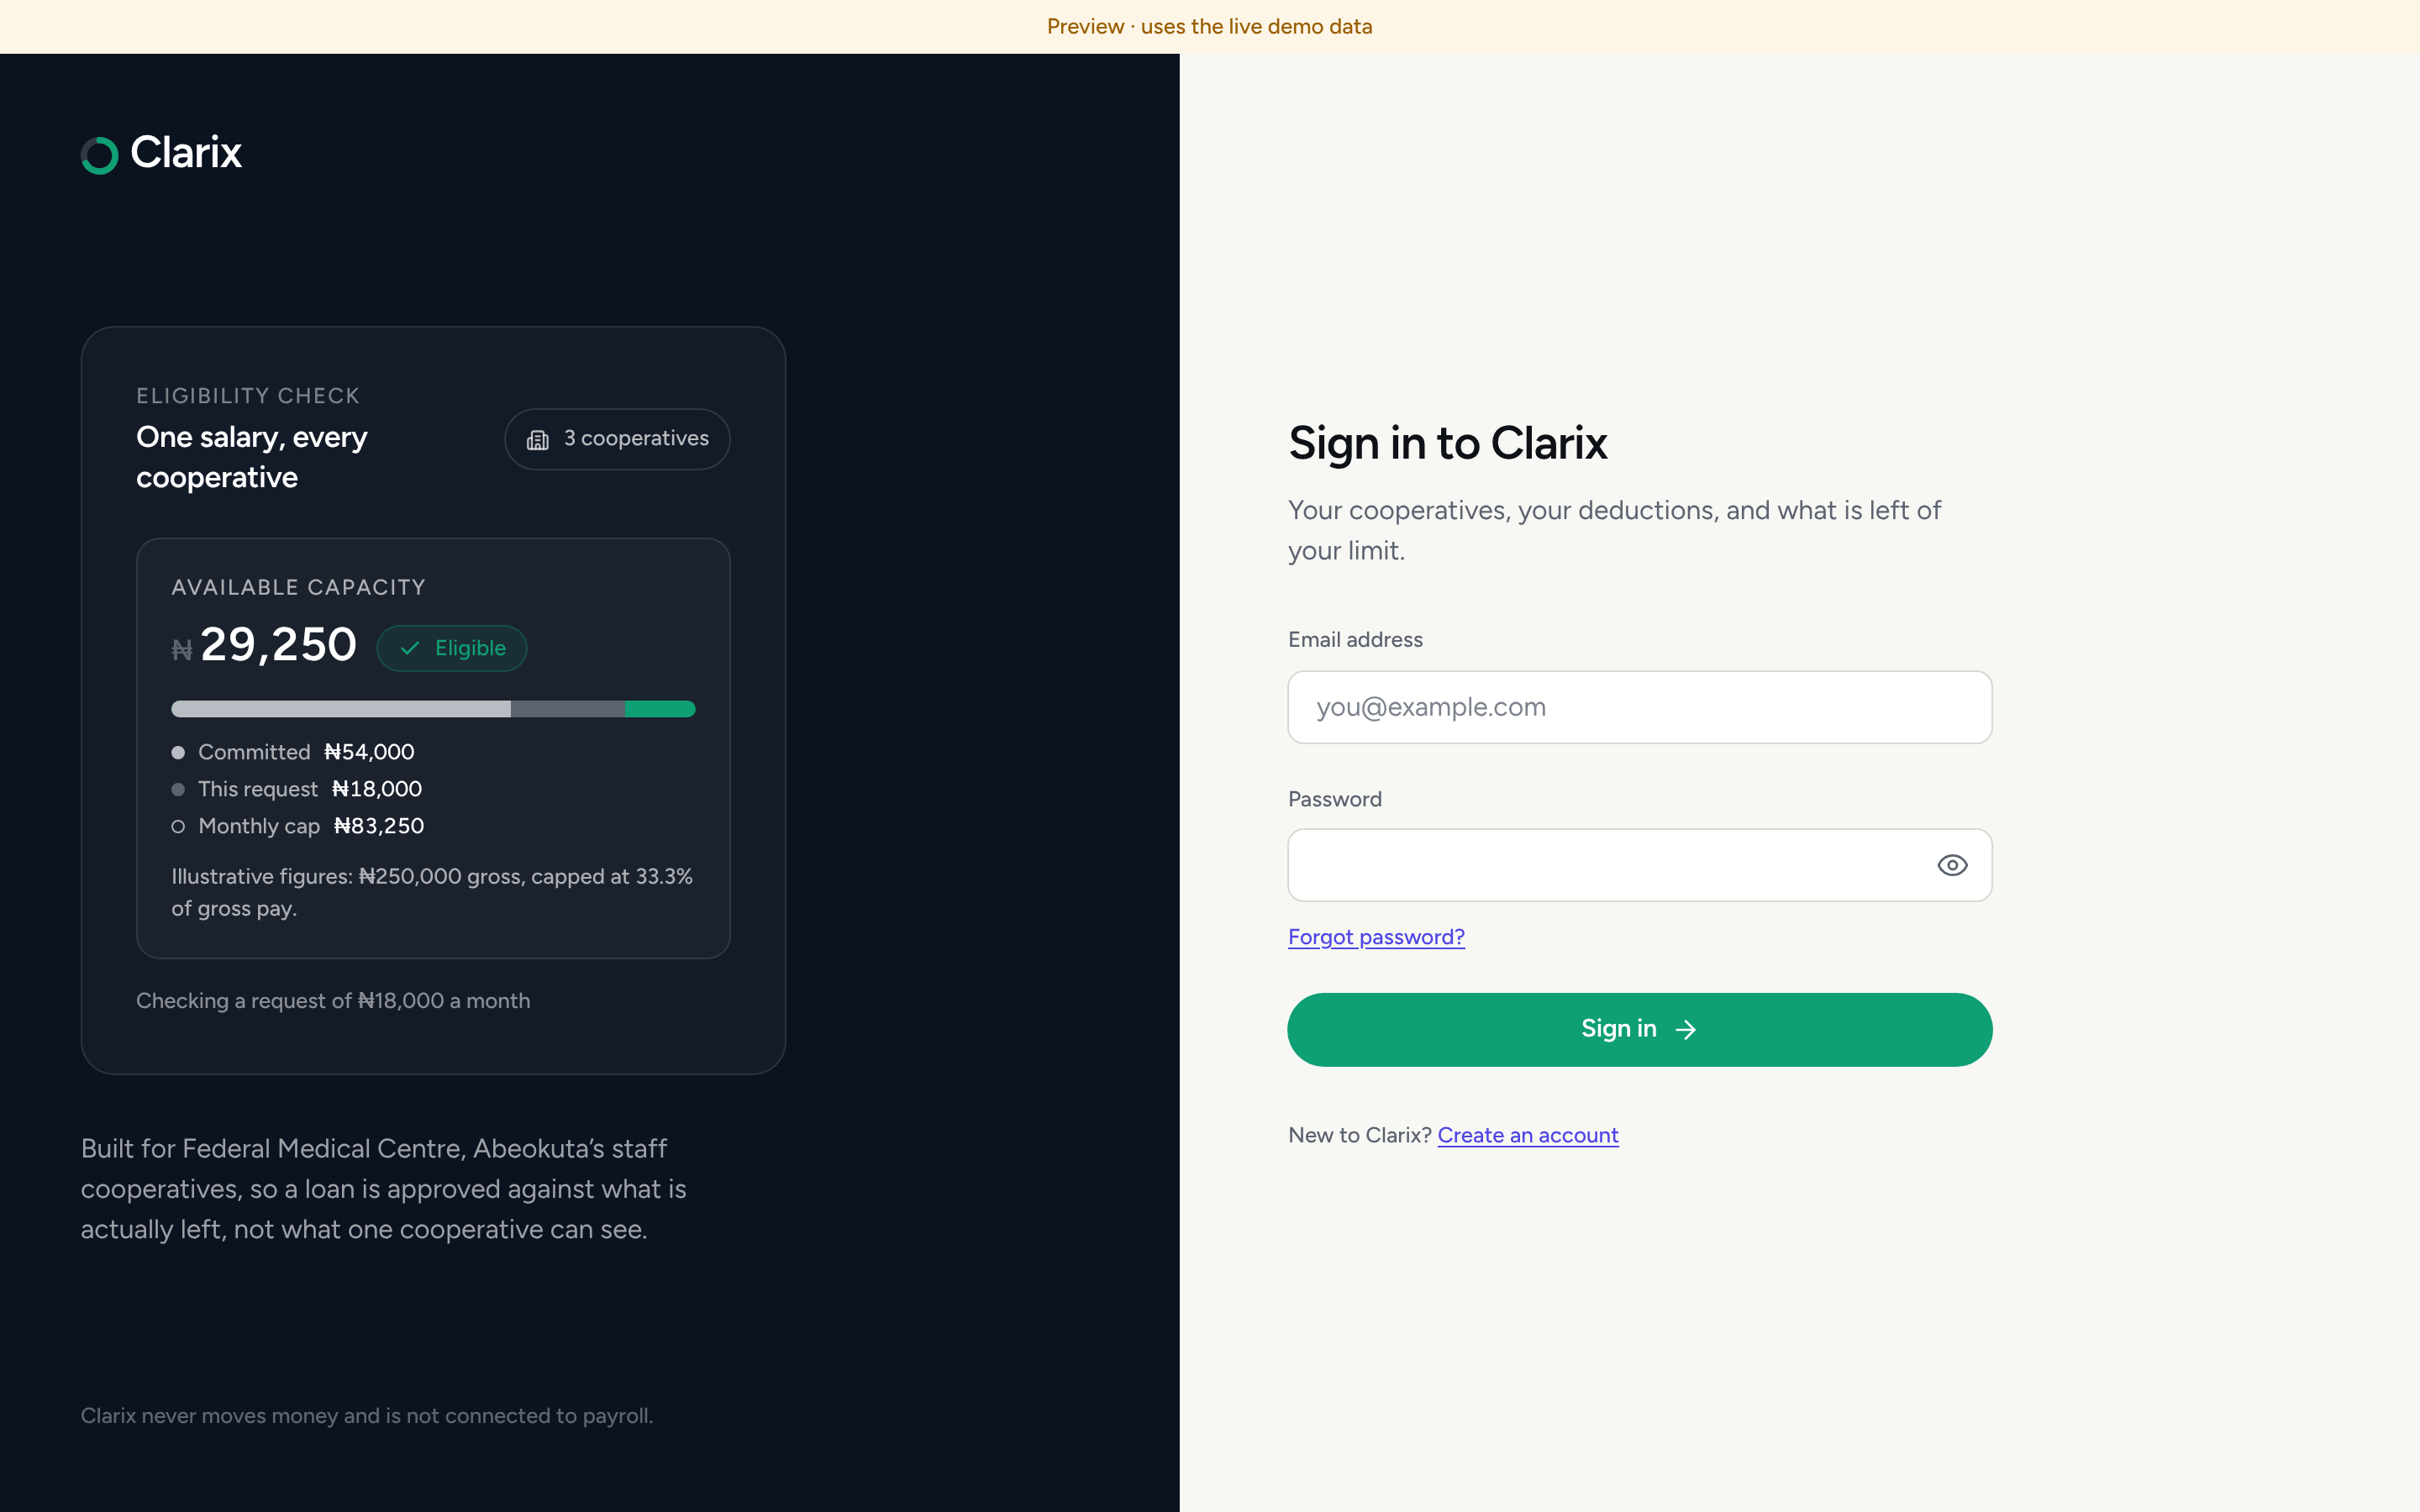 Preview · uses the live demo data
Clarix
ELIGIBILITY CHECK
One salary, every
cooperative
3 cooperatives
AVAILABLE CAPACITY
₦29,250
Eligible
Committed ₦54,000
This request ₦18,000
Monthly cap ₦83,250
Illustrative figures: ₦250,000 gross, capped at 33.3%
of gross pay.
Checking a request of ₦18,000 a month
Built for Federal Medical Centre, Abeokuta’s staff
cooperatives, so a loan is approved against what is
actually left, not what one cooperative can see.
Clarix never moves money and is not connected to payroll.
Sign in to Clarix
Your cooperatives, your deductions, and what is left of
your limit.
Email address
you@example.com
Password
Forgot password?
Sign in
New to Clarix? Create an account